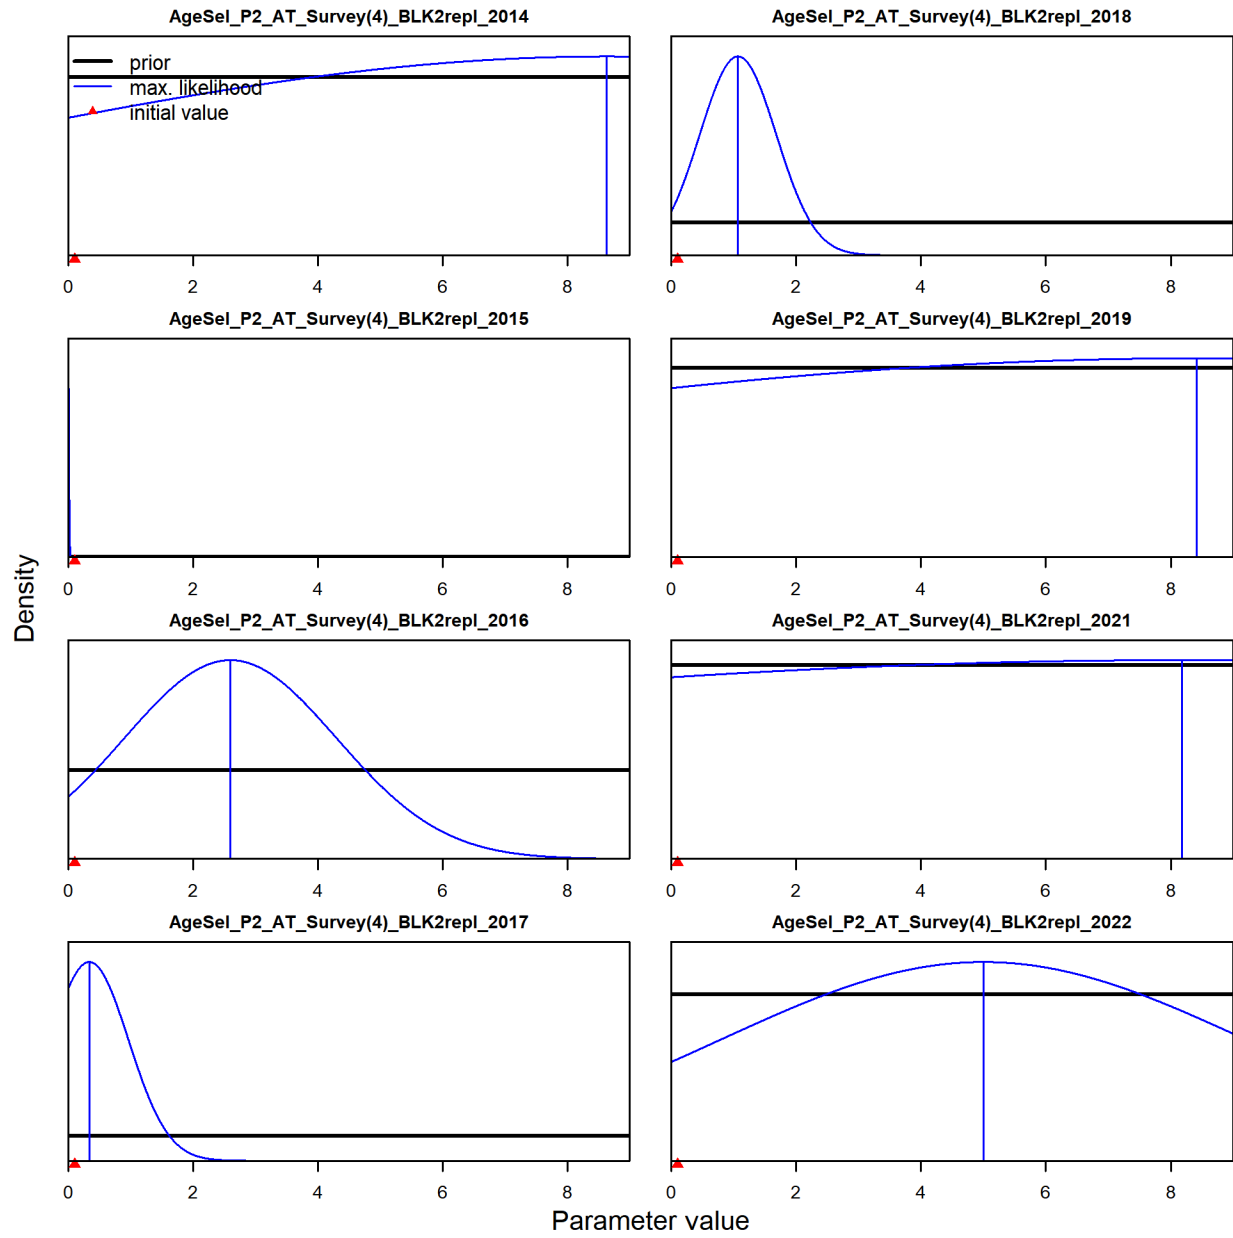 AgeSel_P2_AT_Survey(4)_BLK2repl_2014
prior
max. likelihood
initial value
0 2 4 6 8
AgeSel_P2_AT_Survey(4)_BLK2repl_2015
0 2 4 6 8
AgeSel_P2_AT_Survey(4)_BLK2repl_2016
0 2 4 6 8
AgeSel_P2_AT_Survey(4)_BLK2repl_2017
0 2 4 6 8
AgeSel_P2_AT_Survey(4)_BLK2repl_2018
0 2 4 6 8
AgeSel_P2_AT_Survey(4)_BLK2repl_2019
0 2 4 6 8
AgeSel_P2_AT_Survey(4)_BLK2repl_2021
0 2 4 6 8
AgeSel_P2_AT_Survey(4)_BLK2repl_2022
0 2 4 6 8
Density
Parameter value